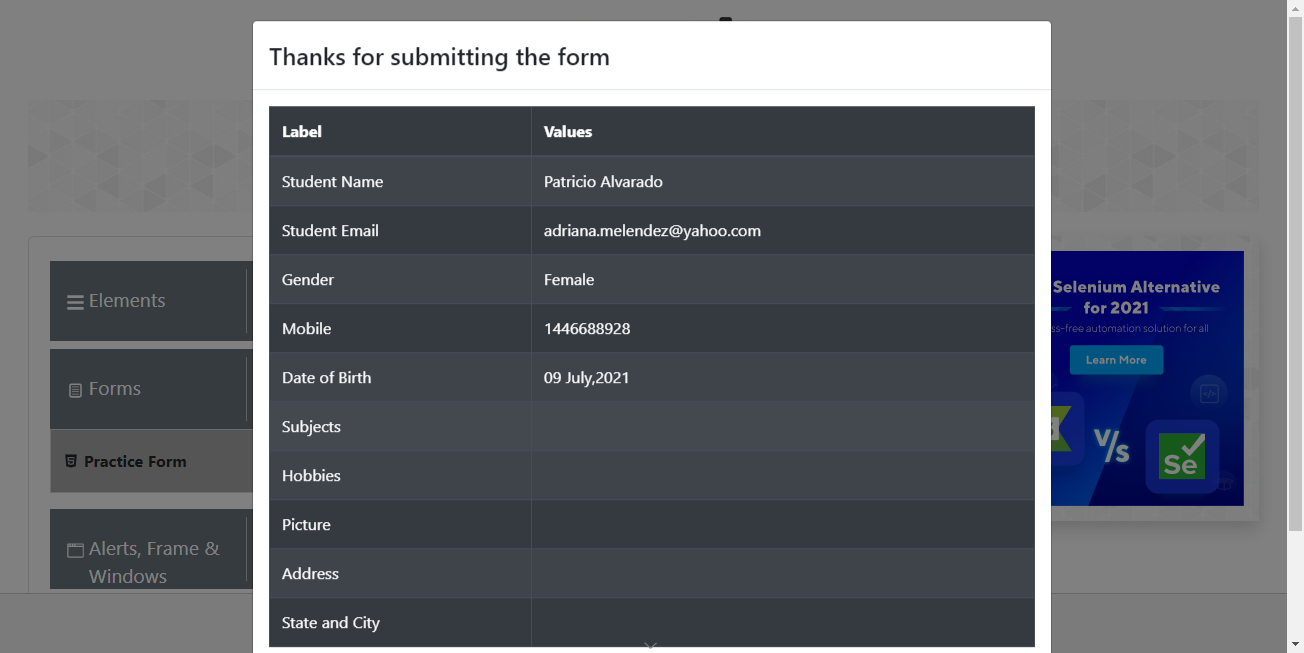 Thanks for submitting the form
Label Values
Student Name Patricio Alvarado
Student Email adriana.melendez@yahoo.com
Gender Female
Mobile 1446688928
Date of Birth 09 July,2021
Subjects
Hobbies
Picture
Address
State and City
Elements
Forms
Practice Form
Alerts, Frame &
Windows
Selenium Alternative
for 2021
automation solution for all
Learn More
V/s
Se